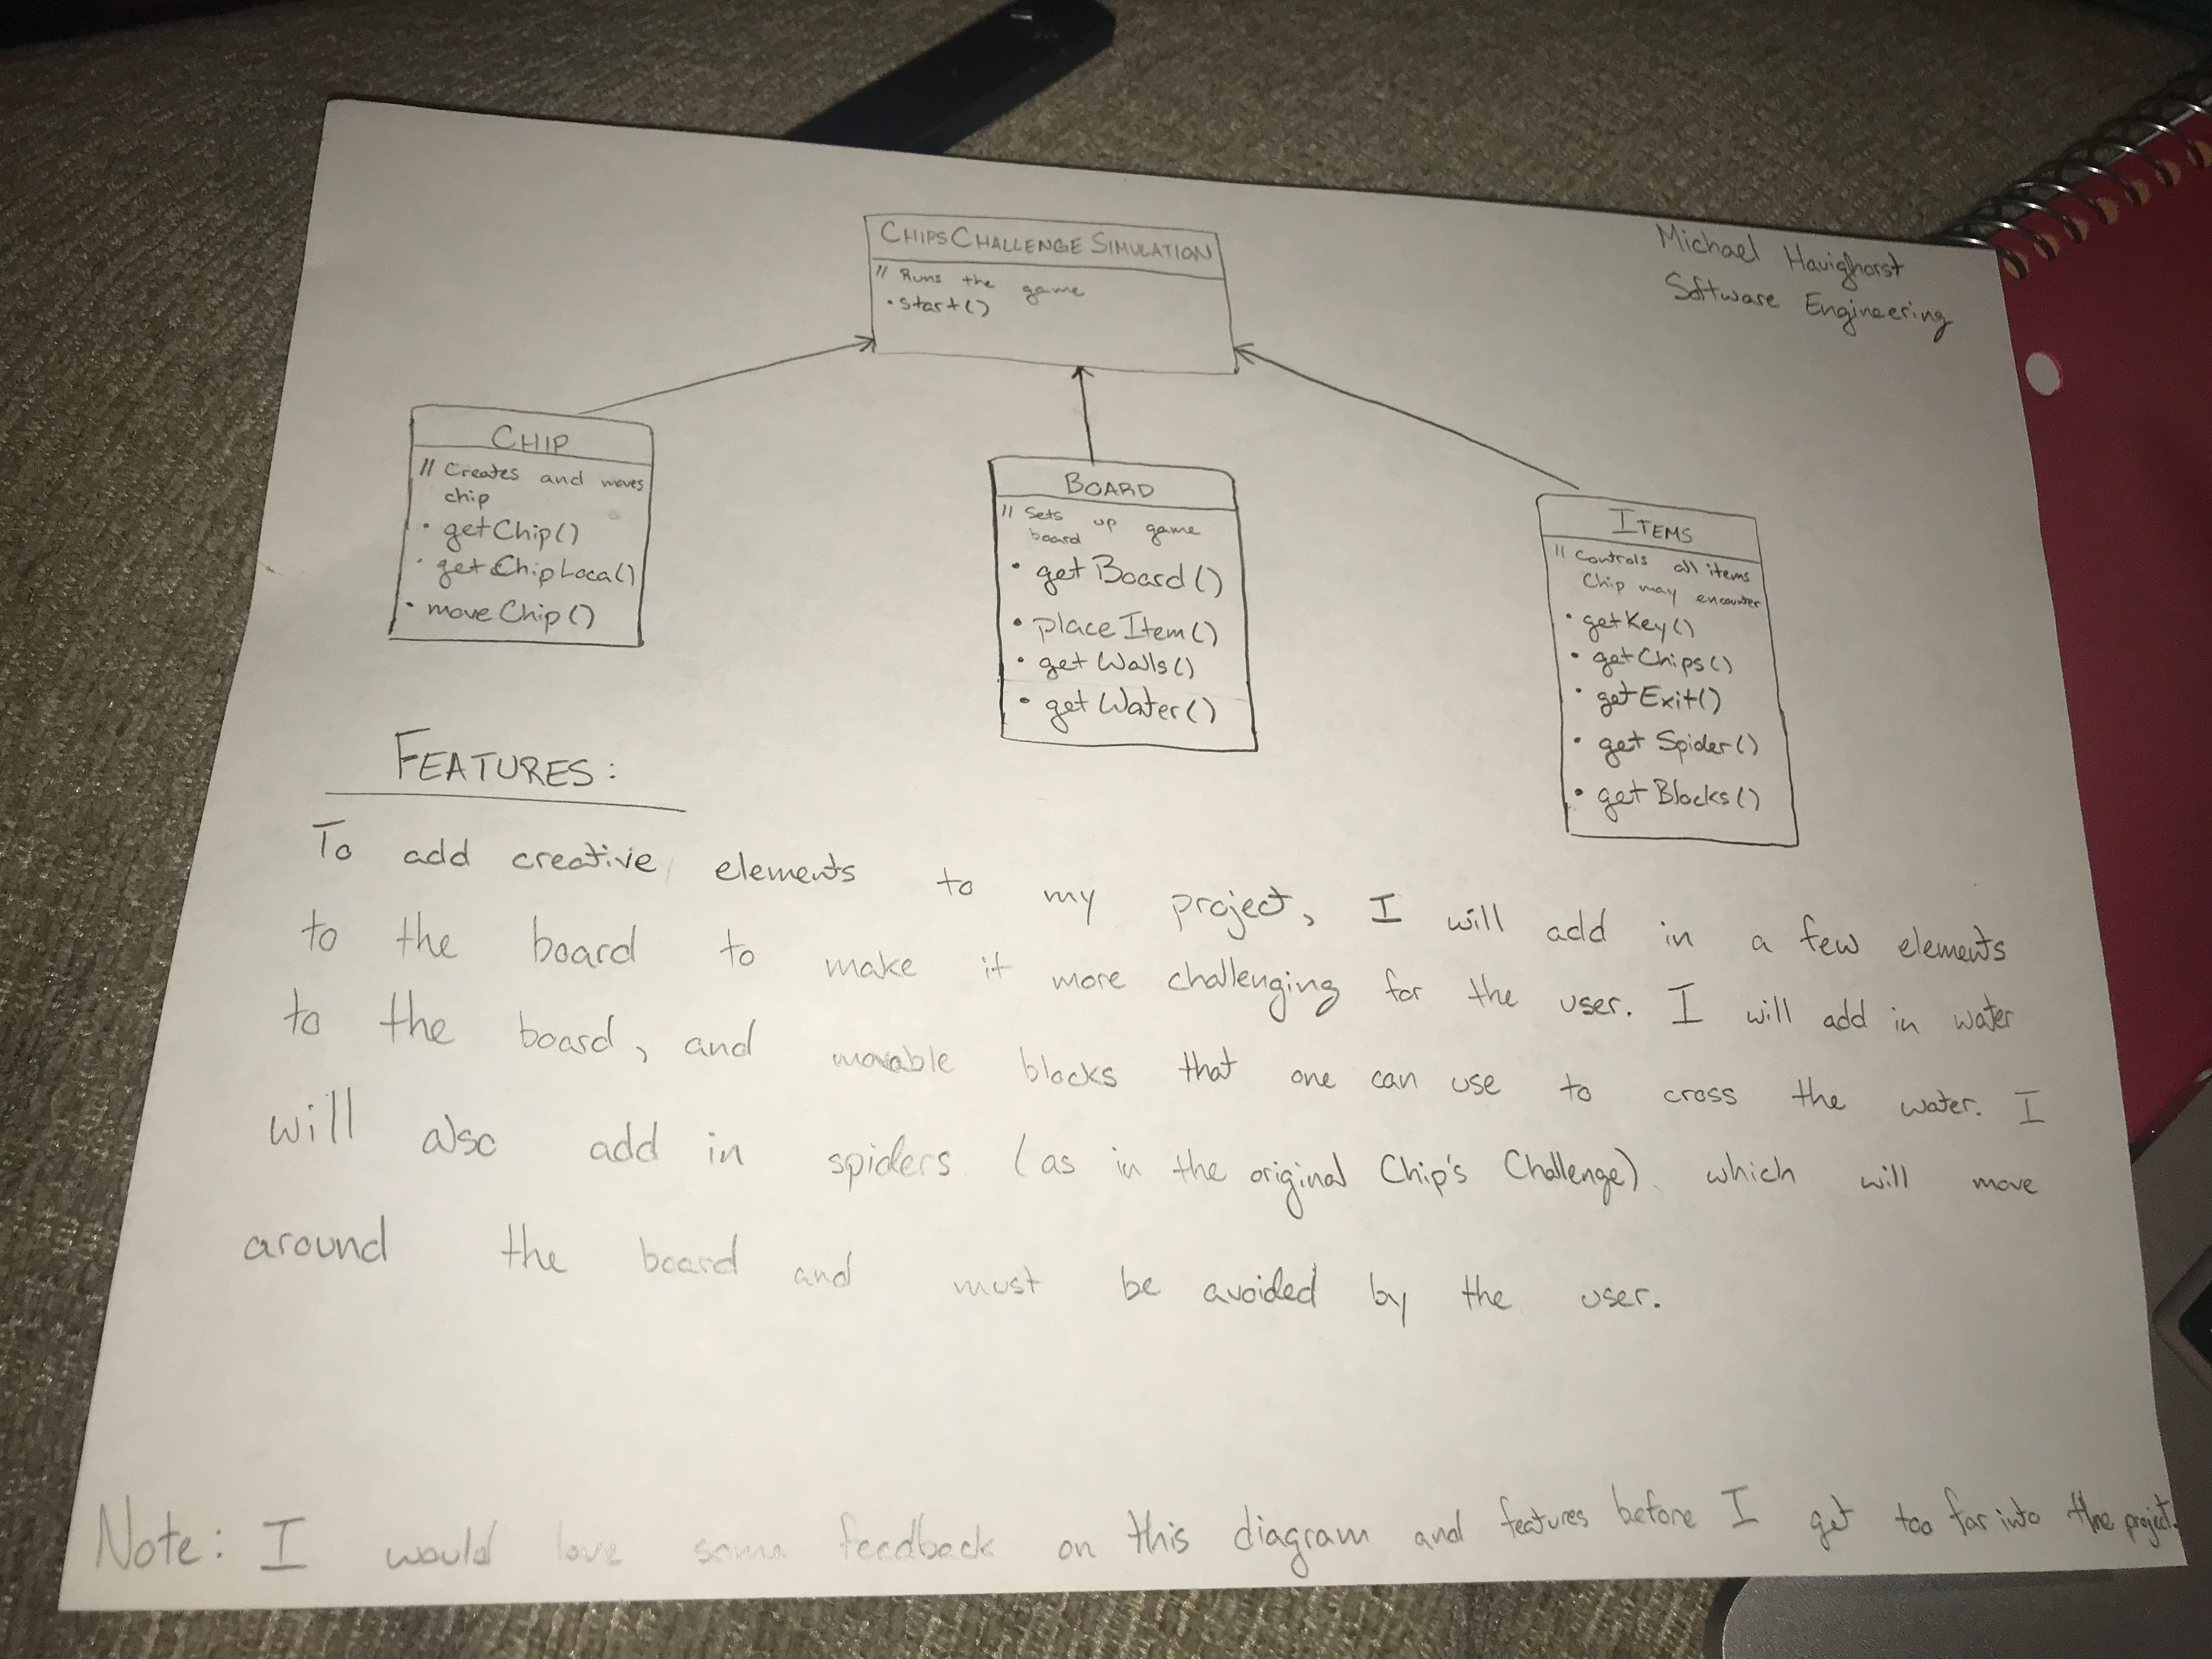 Michael Havighorst
Software Engineering
CHIPSCHALLENGE SIMULATION
// Runs the game
• start()
CHIP
// Creates and moves
chip
• getChip()
• getChipLoca()
• moveChip()
BOARD
// Sets up game
board
• getBoard()
• placeItem()
• getWalls()
• getWater()
ITEMS
// Controls all items
Chip may encounter
• getKey()
• getChips()
• getExit()
• getSpider()
• getBlocks()
FEATURES:
To add creative elements to my project, I will add in a few elements
to the board to make it more challenging for the user. I will add in water
to the board, and movable blocks that one can use to cross the water. I
will also add in spiders (as in the original Chip's Challenge) which will move
around the board and must be avoided by the user.
Note: I would love some feedback on this diagram and features before I get too far into the project.